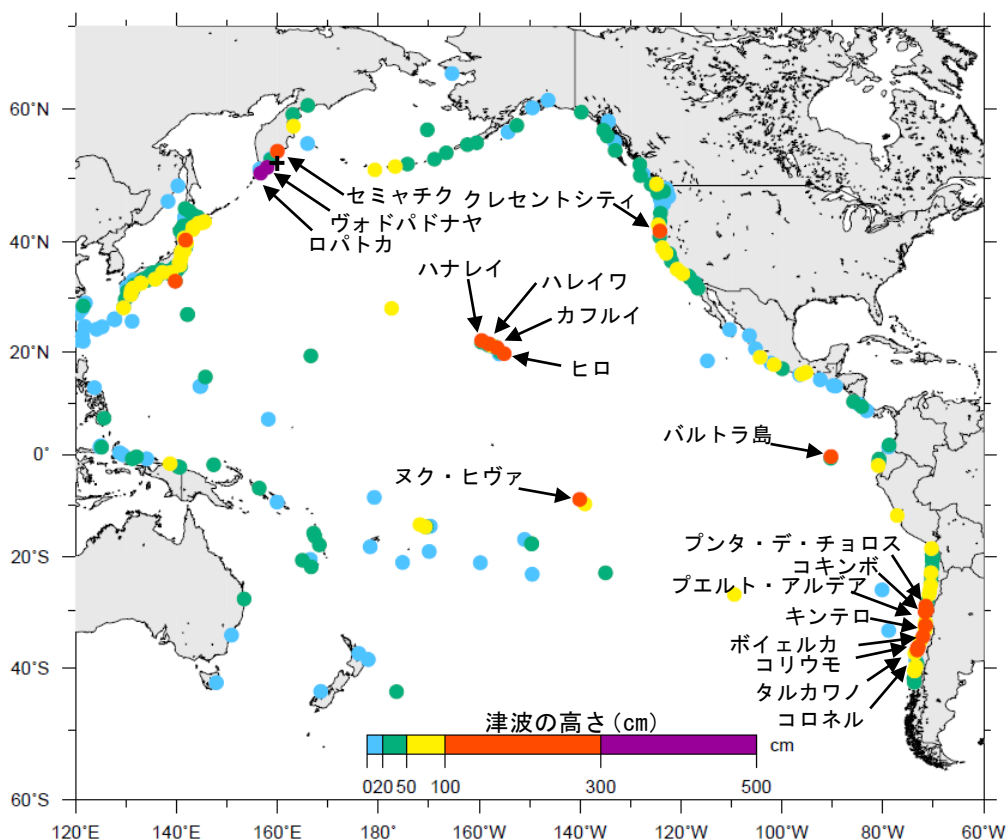 60°N
40°N
20°N
0°
20°S
40°S
60°S
セミャチク
クレセントシティ
ヴォドパドナヤ
ロパトカ
ハナレイ
ハレイワ
カフルイ
ヒロ
バルトラ島
ヌク・ヒヴァ
プンタ・デ・チョロス
コキンボ
プエルト・アルデア
キンテロ
ボイェルカ
コリウモ
タルカワノ
コロネル
津波の高さ(cm)
cm
0 20 50 100 300 500
120°E 140°E 160°E 180° 160°W 140°W 120°W 100°W 80°W 60°W